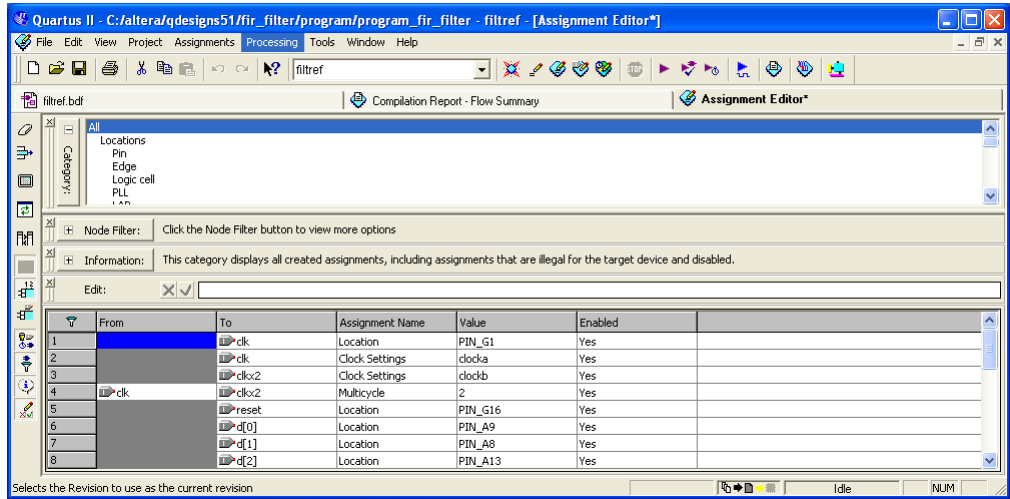 Quartus II - C:/altera/qdesigns51/fir_filter/program/program_fir_filter - filtref - [Assignment Editor*]
File Edit View Project Assignments Processing Tools Window Help
filtref
STOP
filtref.bdf Compilation Report - Flow Summary Assignment Editor*
Category:
All
Locations
Pin
Edge
Logic cell
PLL
LAB
Node Filter: Click the Node Filter button to view more options
Information: This category displays all created assignments, including assignments that are illegal for the target device and disabled.
Edit:
From To Assignment Name Value Enabled
1 clk Location PIN_G1 Yes
2 clk Clock Settings clocka Yes
3 clkx2 Clock Settings clockb Yes
4 clk clkx2 Multicycle 2 Yes
5 reset Location PIN_G16 Yes
6 d[0] Location PIN_A9 Yes
7 d[1] Location PIN_A8 Yes
8 d[2] Location PIN_A13 Yes
Selects the Revision to use as the current revision Idle NUM